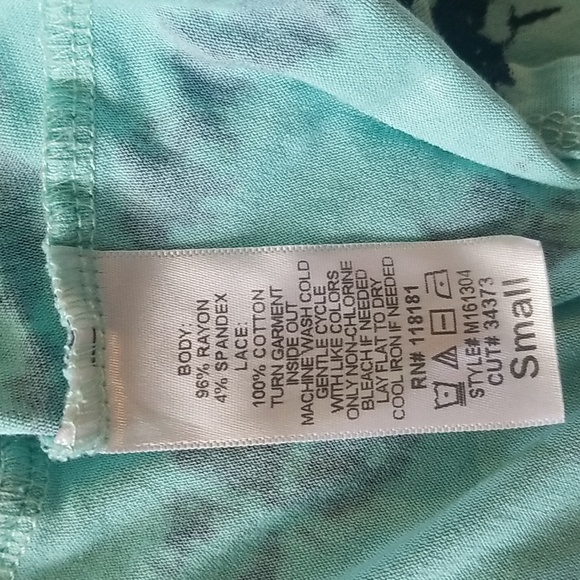 BODY:
96% RAYON
4% SPANDEX
LACE:
100% COTTON
TURN GARMENT
INSIDE OUT
MACHINE WASH COLD
GENTLE CYCLE
WITH LIKE COLORS
ONLY NON-CHLORINE
BLEACH IF NEEDED
LAY FLAT TO DRY
COOL IRON IF NEEDED
RN# 118181
STYLE# M161304
CUT# 34373
Small